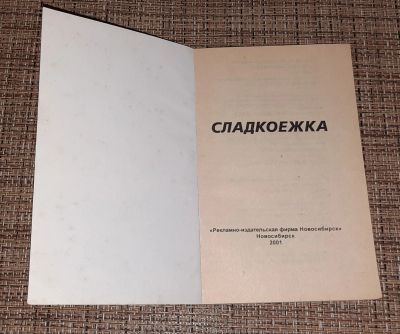 СЛАДКОЕЖКА
«Рекламно-издательская фирма Новосибирск»
Новосибирск
2001